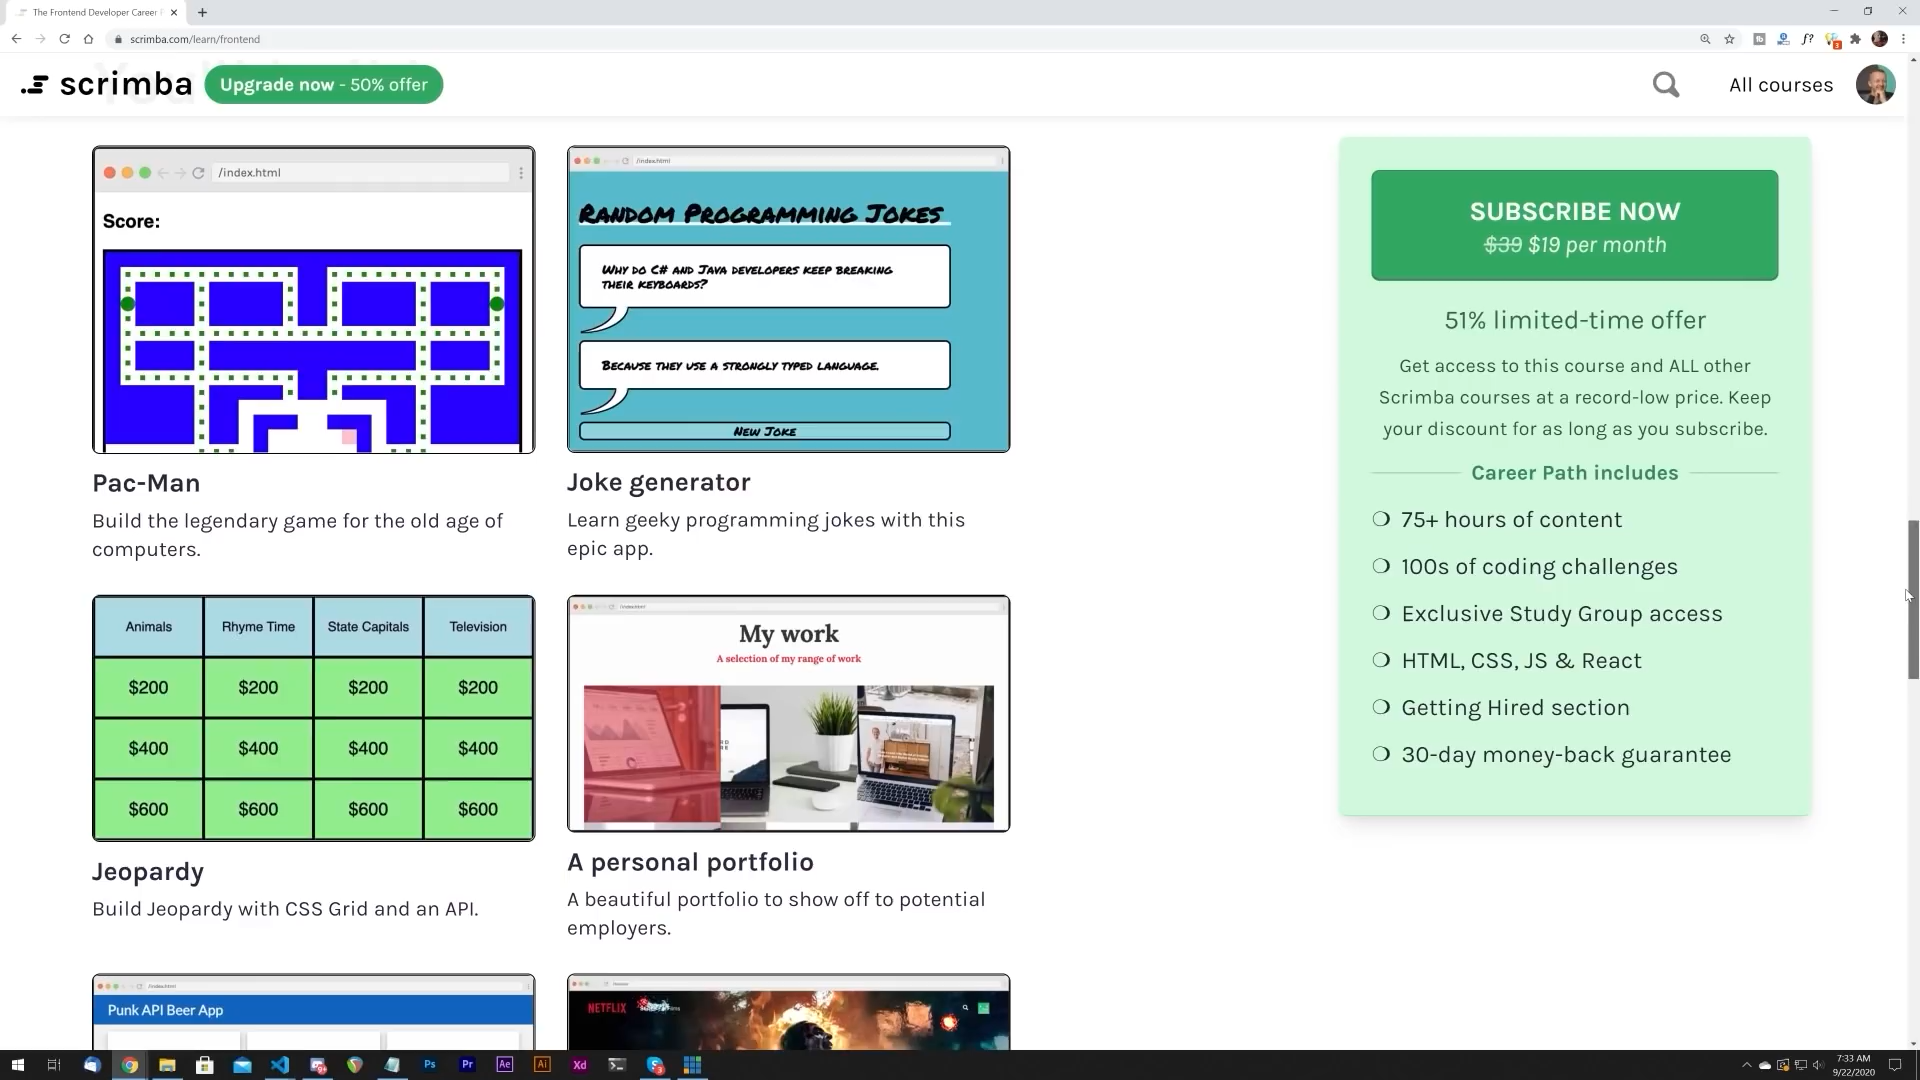 The Frontend Developer Career
scrimba.com/learn/frontend
scrimba
Upgrade now - 50% offer
All courses
/index.html
Score:
Pac-Man
Build the legendary game for the old age of
computers.
/index.html
Random Programming Jokes
Why do C# and Java developers keep breaking
their keyboards?
Because they use a strongly typed language.
New Joke
Joke generator
Learn geeky programming jokes with this
epic app.
Animals Rhyme Time State Capitals Television
$200 $200 $200 $200
$400 $400 $400 $400
$600 $600 $600 $600
Jeopardy
Build Jeopardy with CSS Grid and an API.
/index.html
My work
A selection of my range of work
A personal portfolio
A beautiful portfolio to show off to potential
employers.
/index.html
Punk API Beer App
NETFLIX
SUBSCRIBE NOW
$39 $19 per month
51% limited-time offer
Get access to this course and ALL other
Scrimba courses at a record-low price. Keep
your discount for as long as you subscribe.
Career Path includes
75+ hours of content
100s of coding challenges
Exclusive Study Group access
HTML, CSS, JS & React
Getting Hired section
30-day money-back guarantee
Ps Pr Ae Ai Xd
7:33 AM
9/22/2020